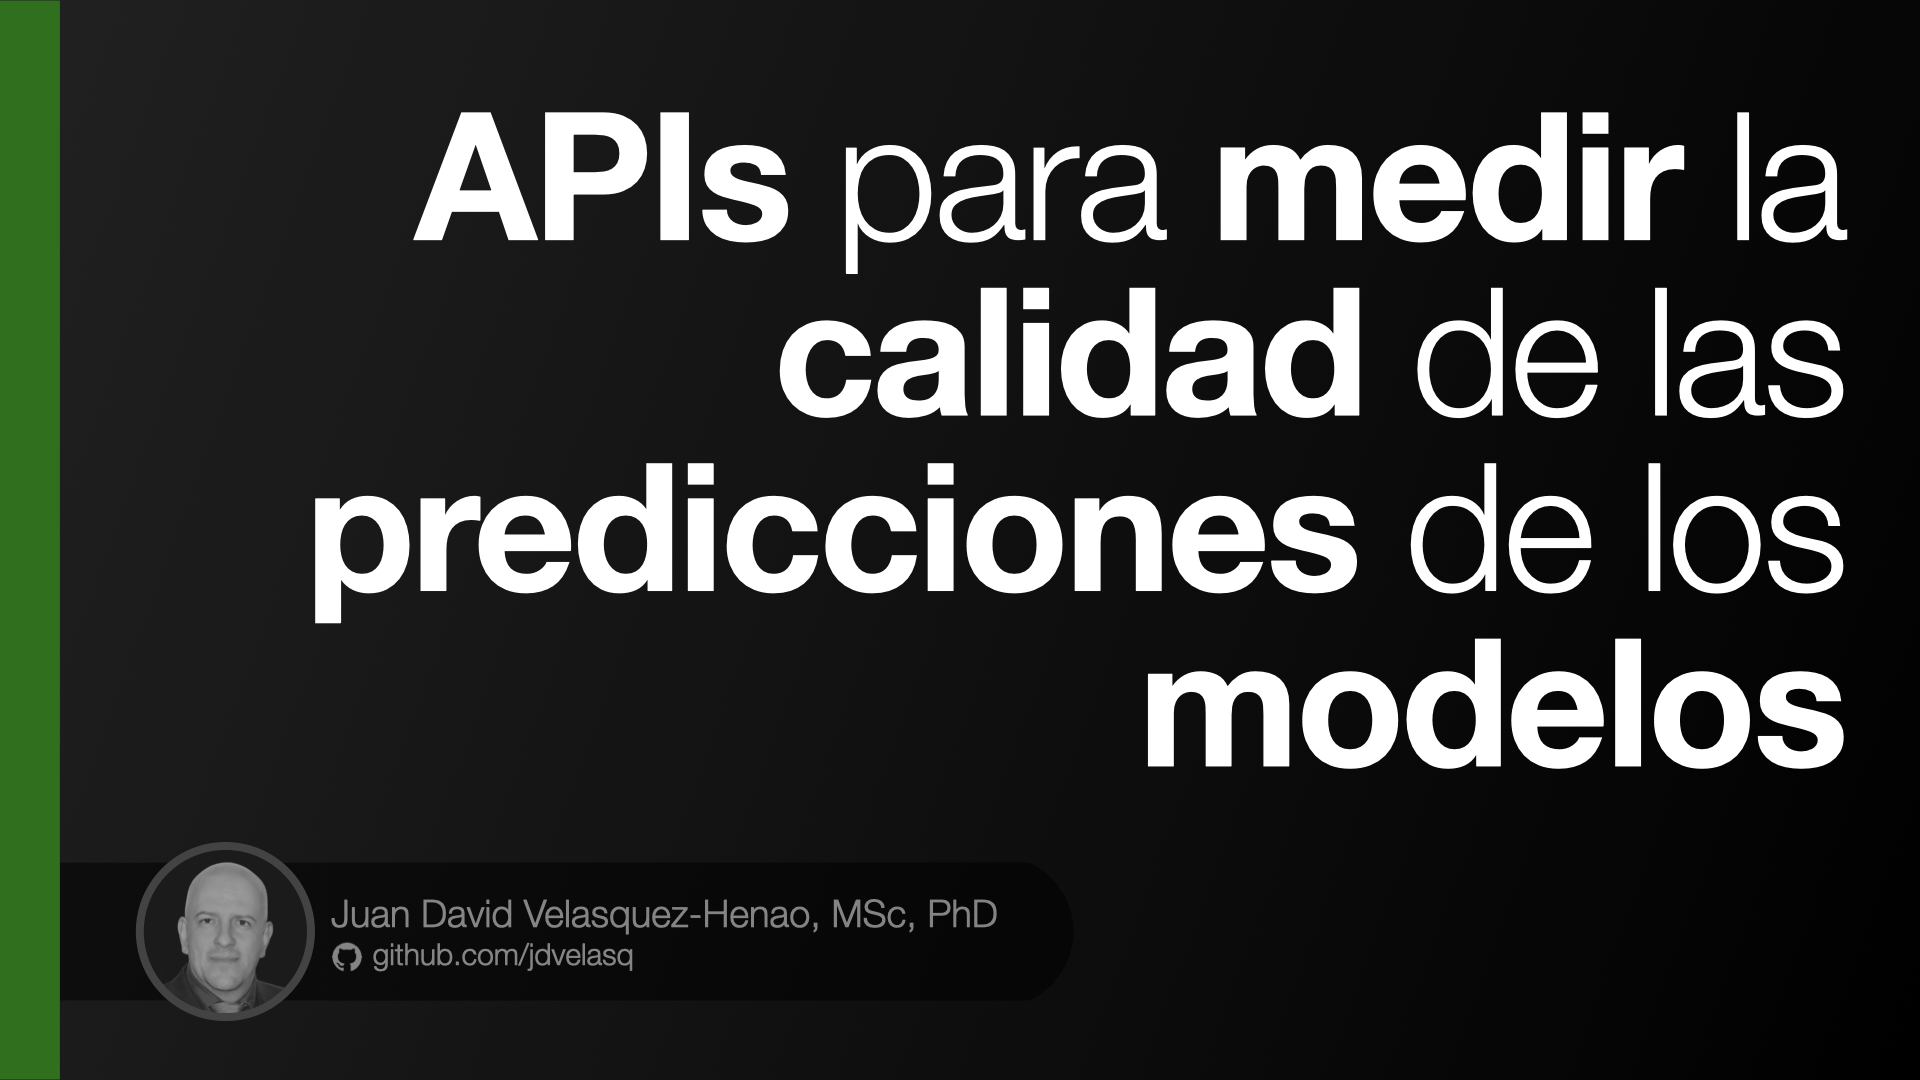 APIs para medir la
calidad de las
predicciones de los
modelos
Juan David Velasquez-Henao, MSc, PhD
github.com/jdvelasq